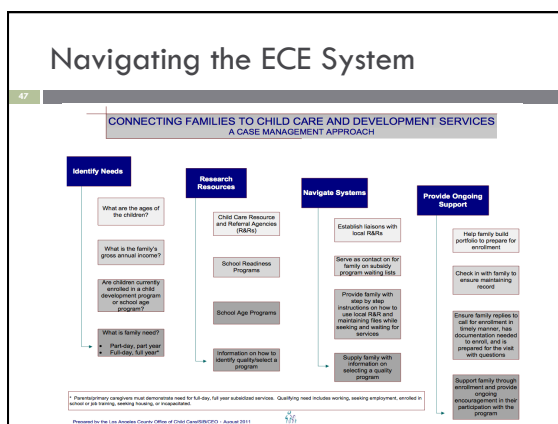 Navigating the ECE System
47
CONNECTING FAMILIES TO CHILD CARE AND DEVELOPMENT SERVICES
A CASE MANAGEMENT APPROACH
Identify Needs
What are the ages of
the children?
What is the family's
gross annual income?
Are children currently
enrolled in a child
development program
or school age
program?
What is family need?
• Part-day, part year
• Full-day, full year*
Research
Resources
Child Care Resource
and Referral Agencies
(R&Rs)
School Readiness
Programs
School Age Programs
Information on how to
identify quality/select a
program
Navigate Systems
Establish liaisons with
local R&Rs
Serve as contact on for
family on subsidy
program waiting lists
Provide family with
step by step
instructions on how to
use local R&R and
maintaining files while
seeking and waiting for
services
Supply family with
information on
selecting a quality
program
Provide Ongoing
Support
Help family build
portfolio to prepare for
enrollment
Check in with family to
ensure maintaining
record
Ensure family replies to
call for enrollment in
timely manner, has
documentation needed
to enroll, and is
prepared for the visit
with questions
Support family through
enrollment and provide
ongoing
encouragement in their
participation with the
program
* Parents/primary caregivers must demonstrate need for full-day, full year subsidized services. Qualifying need includes working, seeking employment, enrolled in
school or job training, seeking housing, or incapacitated.
Prepared by the Los Angeles County Office of Child Care/SIB/CEO - August 2011